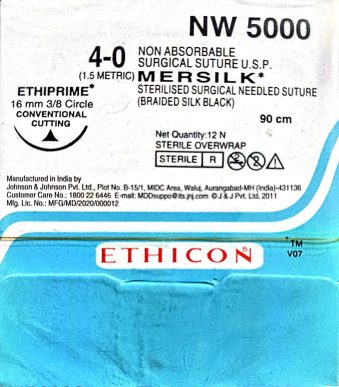 NW 5000
4-0 NON ABSORBABLE
(1.5 METRIC) SURGICAL SUTURE U.S.P.
MERSILK*
ETHIPRIME* STERILISED SURGICAL NEEDLED SUTURE
16 mm 3/8 Circle (BRAIDED SILK BLACK)
CONVENTIONAL
CUTTING
90 cm
Net Quantity:12 N
STERILE OVERWRAP
STERILE R
Manufactured in India by
Johnson & Johnson Pvt. Ltd., Plot No. B-15/1, MIDC Area, Waluj, Aurangabad-MH (India)-431136
Customer Care No.: 1800 22 6446 E-mail: MDDsuppo@its.jnj.com © J & J Pvt. Ltd. 2011
Mfg. Lic. No.: MFG/MD/2020/000012
ETHICON®
*TM
V07